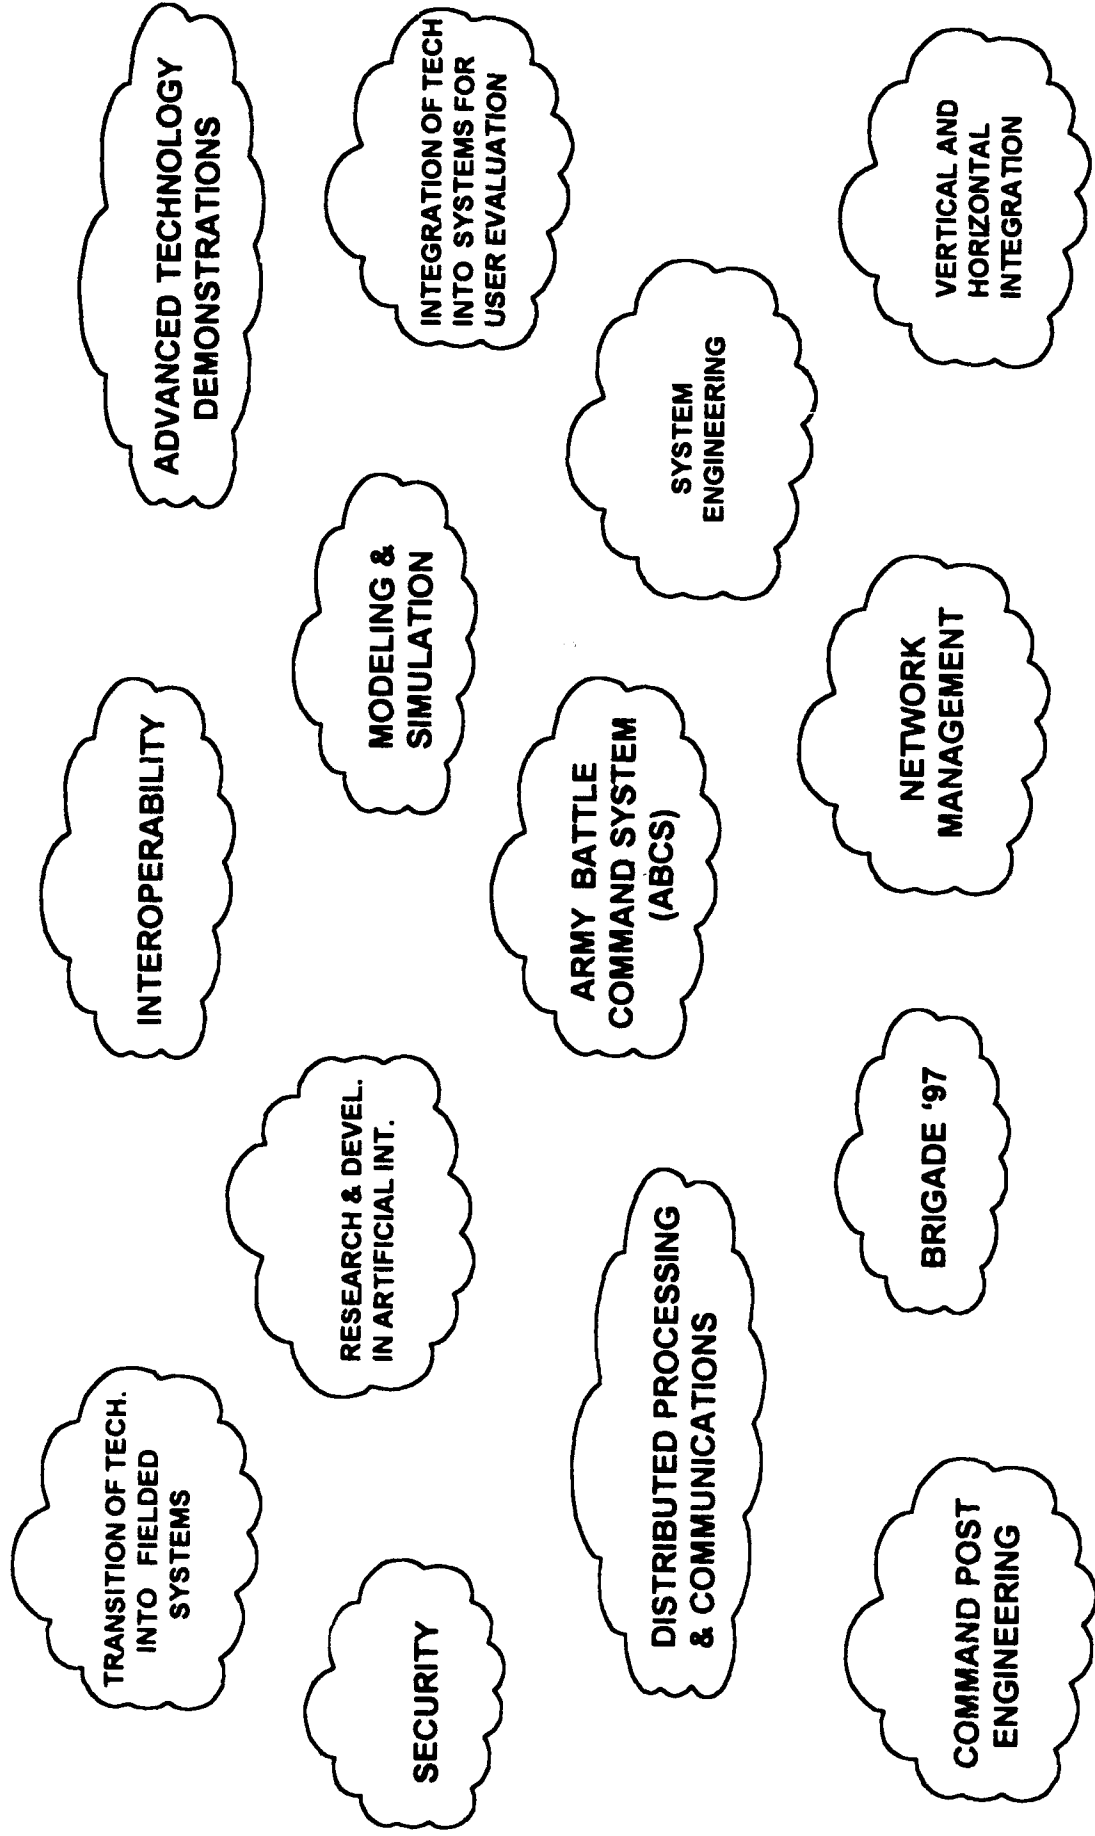 TRANSITION OF TECH.
INTO FIELDED
SYSTEMS
INTEROPERABILITY
ADVANCED TECHNOLOGY
DEMONSTRATIONS
RESEARCH & DEVEL.
IN ARTIFICIAL INT.
MODELING &
SIMULATION
INTEGRATION OF TECH
INTO SYSTEMS FOR
USER EVALUATION
SECURITY
ARMY BATTLE
COMMAND SYSTEM
(ABCS)
DISTRIBUTED PROCESSING
& COMMUNICATIONS
SYSTEM
ENGINEERING
COMMAND POST
ENGINEERING
BRIGADE '97
NETWORK
MANAGEMENT
VERTICAL AND
HORIZONTAL
INTEGRATION